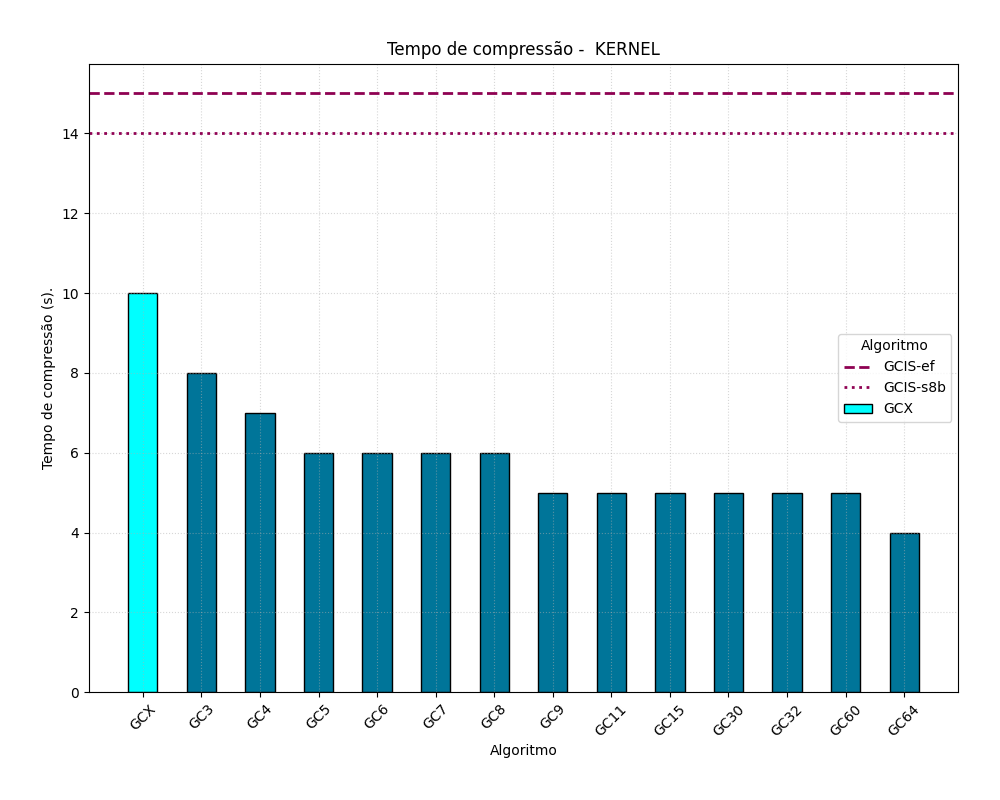 Tempo de compressão -  KERNEL
Tempo de compressão (s).
14
12
10
8
6
4
2
0
Algoritmo
GCIS-ef
GCIS-s8b
GCX
GCX GC3 GC4 GC5 GC6 GC7 GC8 GC9 GC11 GC15 GC30 GC32 GC60 GC64
Algoritmo